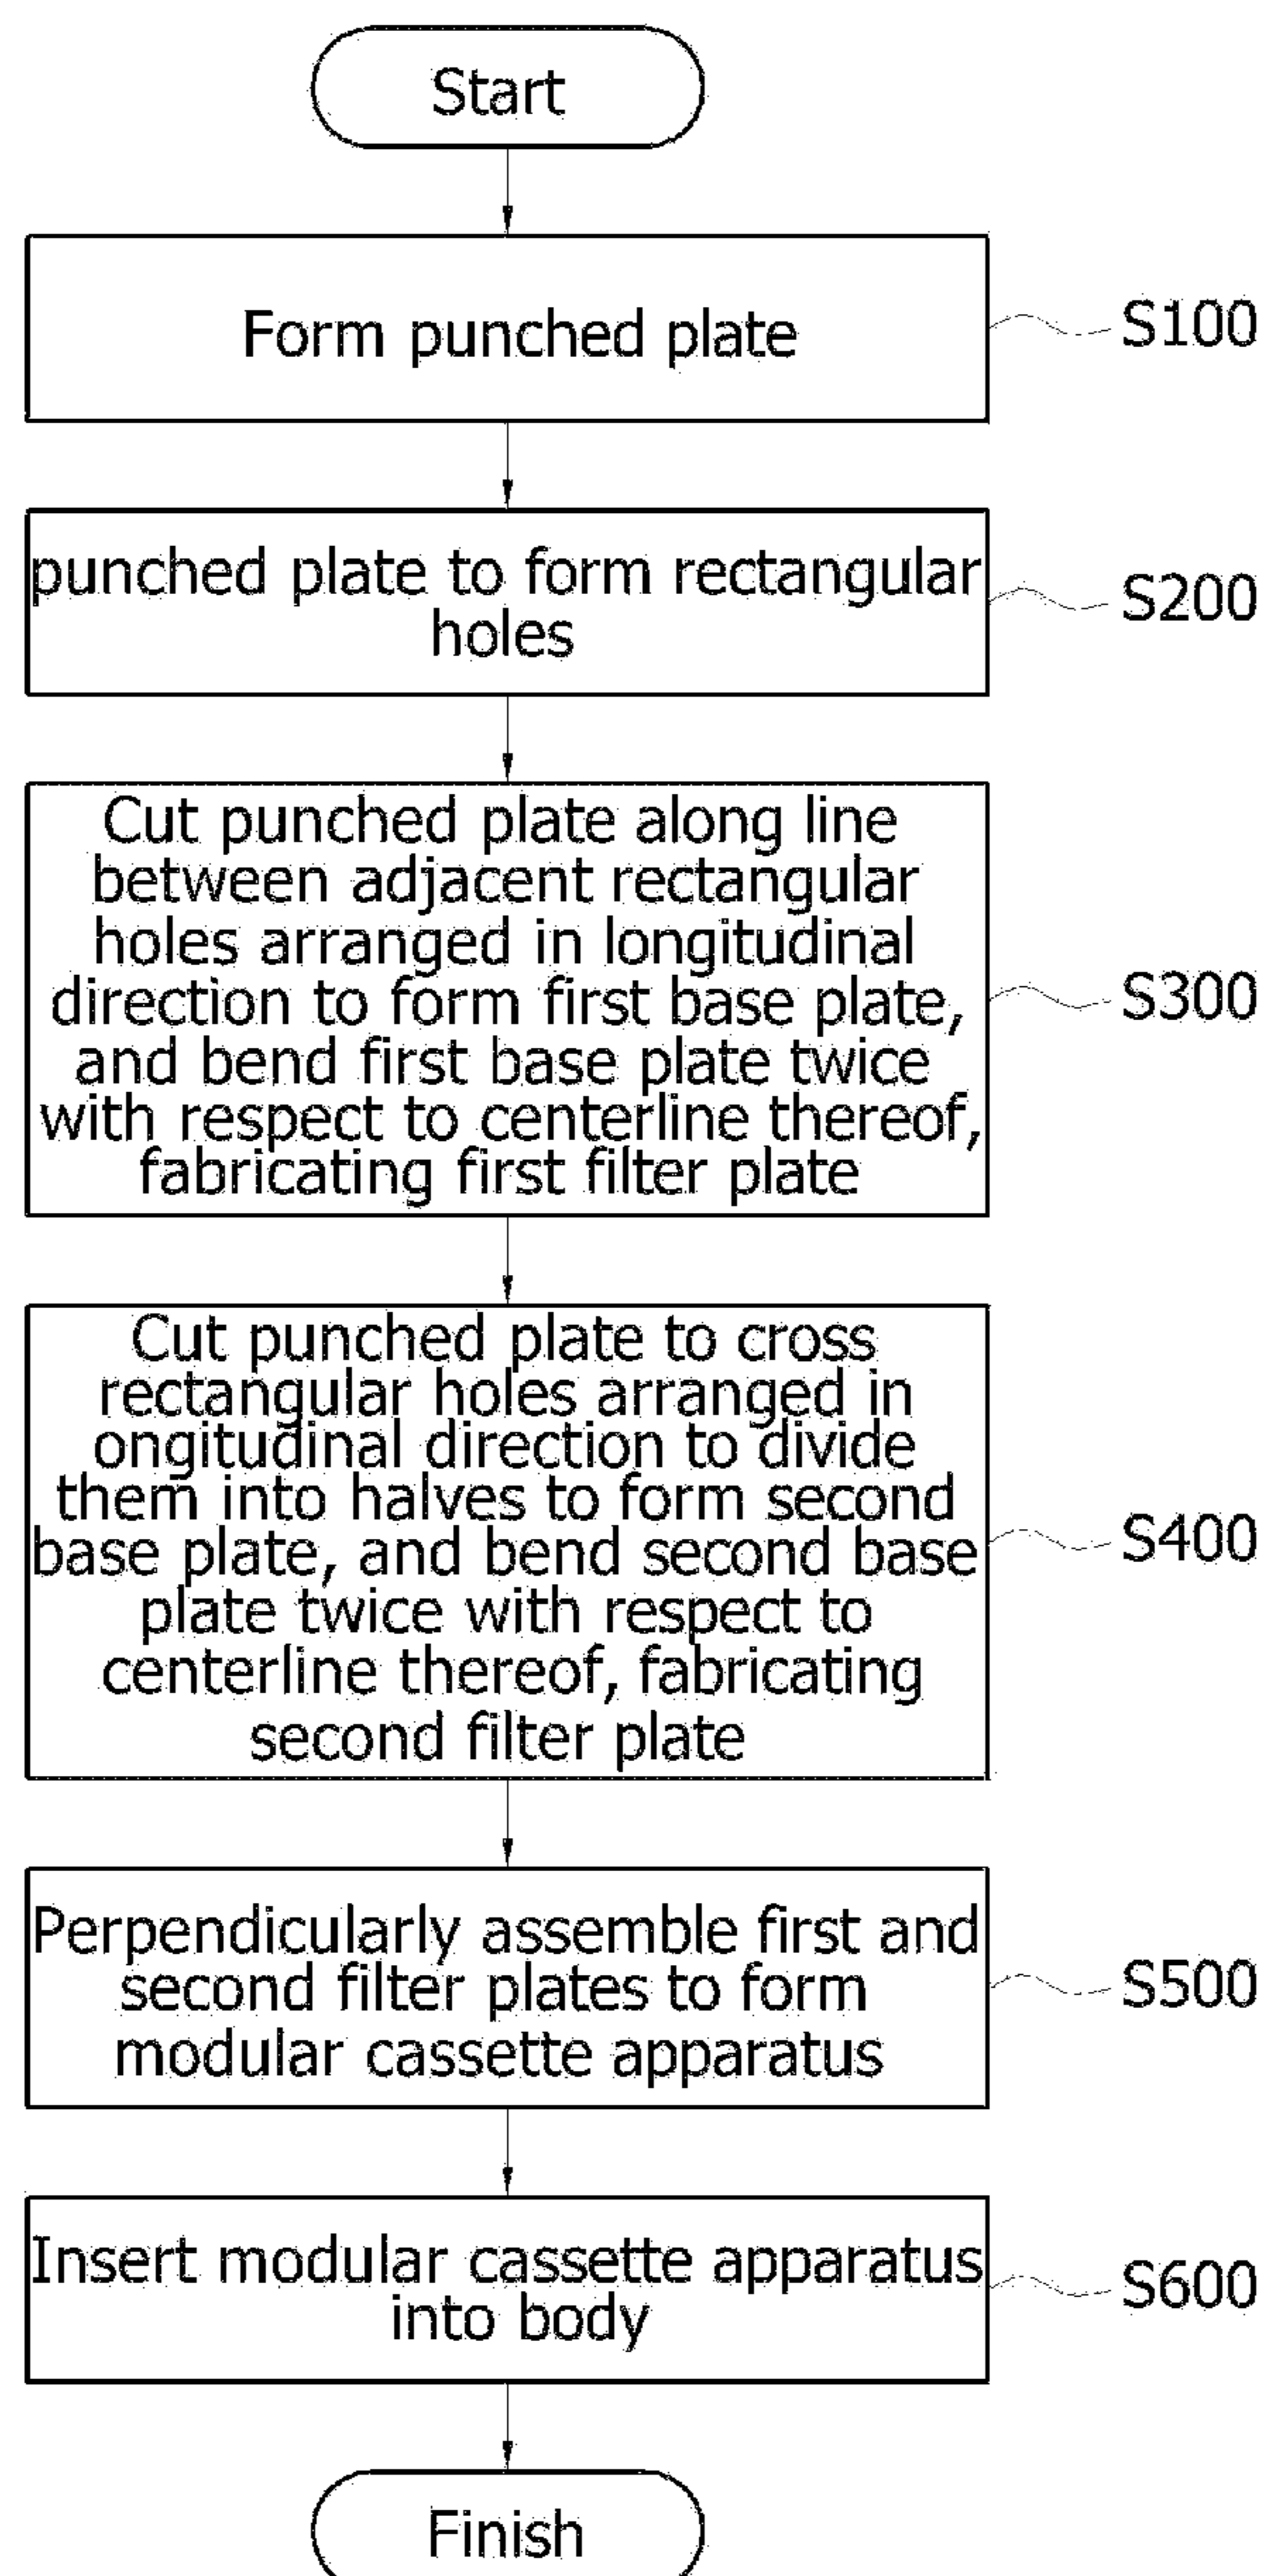 Start
Form punched plate
S100
punched plate to form rectangular
holes
S200
Cut punched plate along line
between adjacent rectangular
holes arranged in longitudinal
direction to form first base plate,
and bend first base plate twice
with respect to centerline thereof,
fabricating first filter plate
S300
Cut punched plate to cross
rectangular holes arranged in
ongitudinal direction to divide
them into halves to form second
base plate, and bend second base
plate twice with respect to
centerline thereof, fabricating
second filter plate
S400
Perpendicularly assemble first and
second filter plates to form
modular cassette apparatus
S500
Insert modular cassette apparatus
into body
S600
Finish